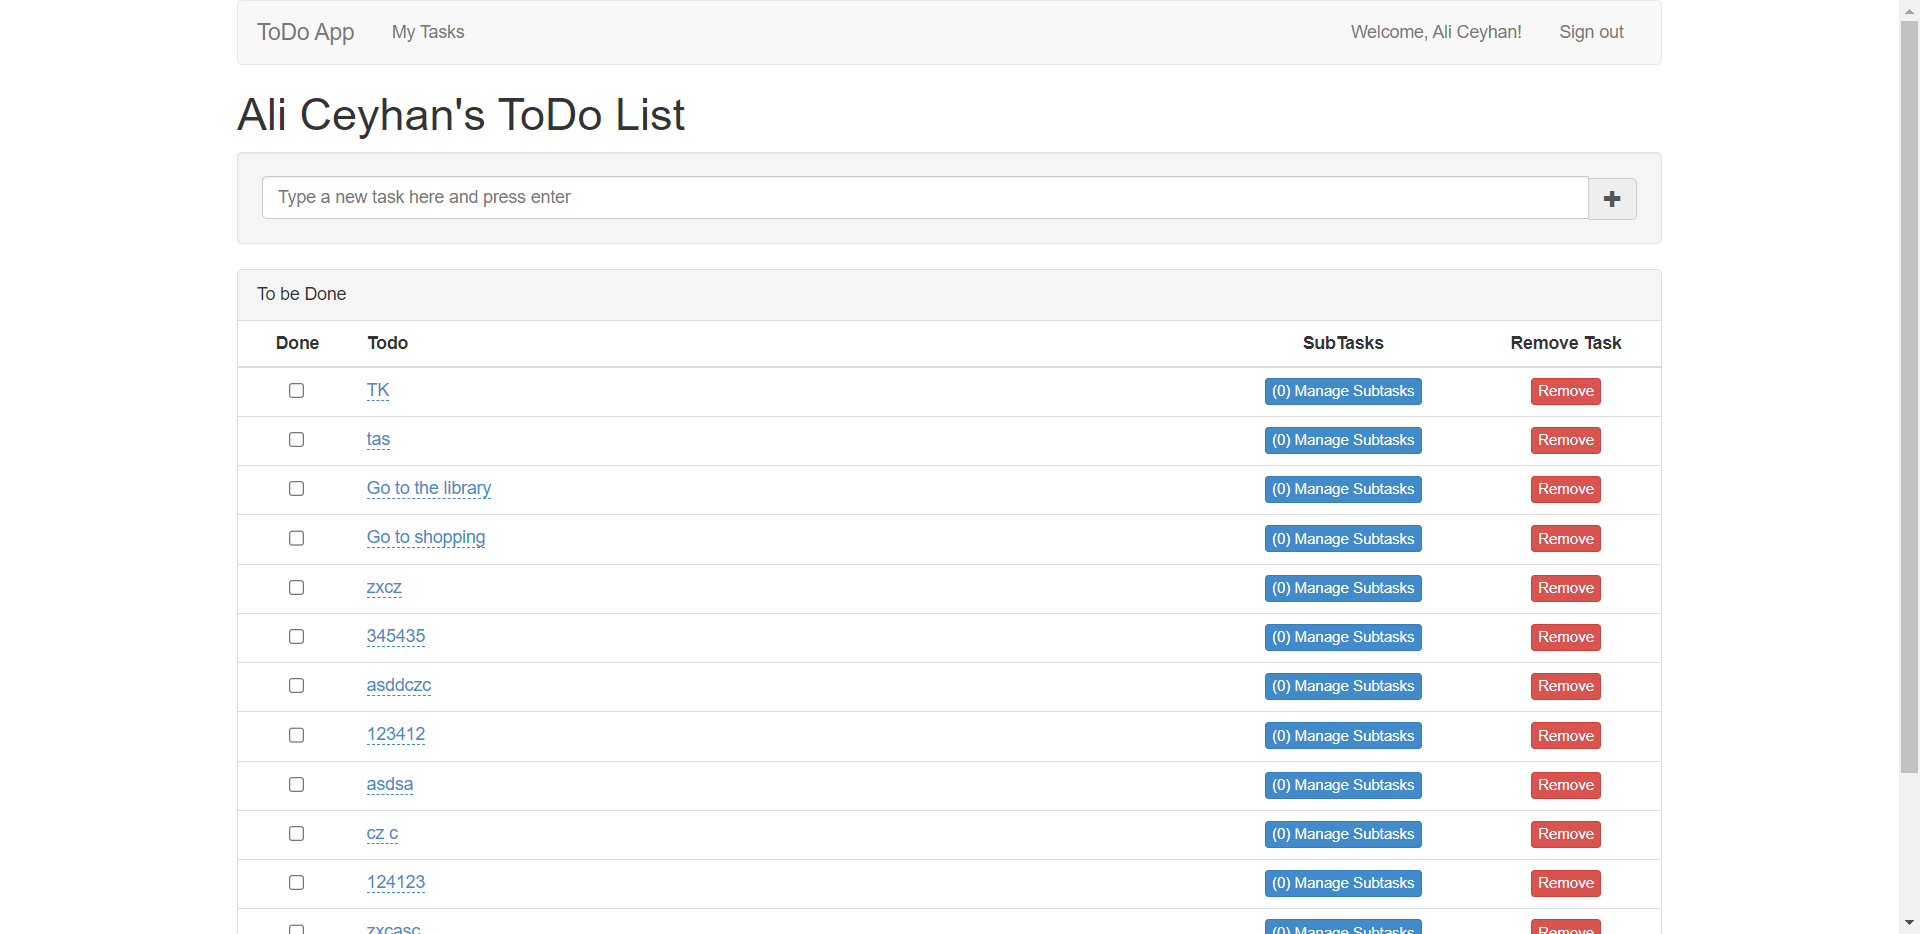 ToDo App My Tasks Welcome, Ali Ceyhan! Sign out
Ali Ceyhan's ToDo List
Type a new task here and press enter
To be Done
Done Todo SubTasks Remove Task
TK (0) Manage Subtasks Remove
tas (0) Manage Subtasks Remove
Go to the library (0) Manage Subtasks Remove
Go to shopping (0) Manage Subtasks Remove
zxcz (0) Manage Subtasks Remove
345435 (0) Manage Subtasks Remove
asddczc (0) Manage Subtasks Remove
123412 (0) Manage Subtasks Remove
asdsa (0) Manage Subtasks Remove
cz c (0) Manage Subtasks Remove
124123 (0) Manage Subtasks Remove
zxcasc (0) Manage Subtasks Remove